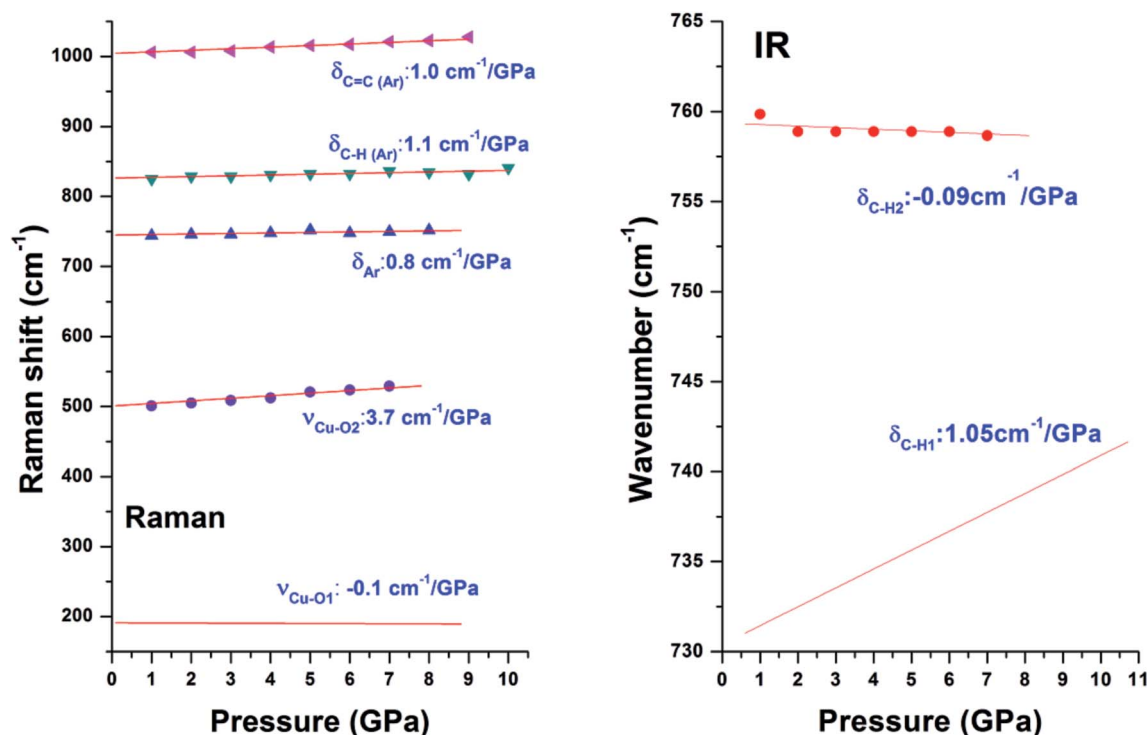 1000
900
800
700
600
500
400
300
200
Raman shift (cm⁻¹)
δC=C (Ar):1.0 cm⁻¹/GPa
δC-H (Ar):1.1 cm⁻¹/GPa
δAr:0.8 cm⁻¹/GPa
νCu-O2:3.7 cm⁻¹/GPa
Raman
νCu-O1: -0.1 cm⁻¹/GPa
0 1 2 3 4 5 6 7 8 9 10
Pressure (GPa)
765
760
755
750
745
740
735
730
Wavenumber (cm⁻¹)
IR
δC-H2:-0.09cm⁻¹/GPa
δC-H1:1.05cm⁻¹/GPa
0 1 2 3 4 5 6 7 8 9 10 11
Pressure (GPa)